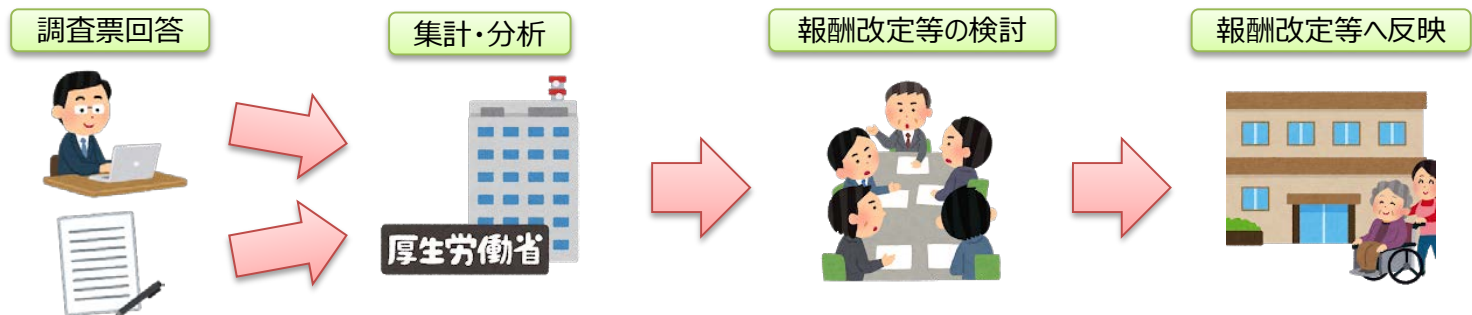 調査票回答
集計・分析
報酬改定等の検討
報酬改定等へ反映
厚生労働省